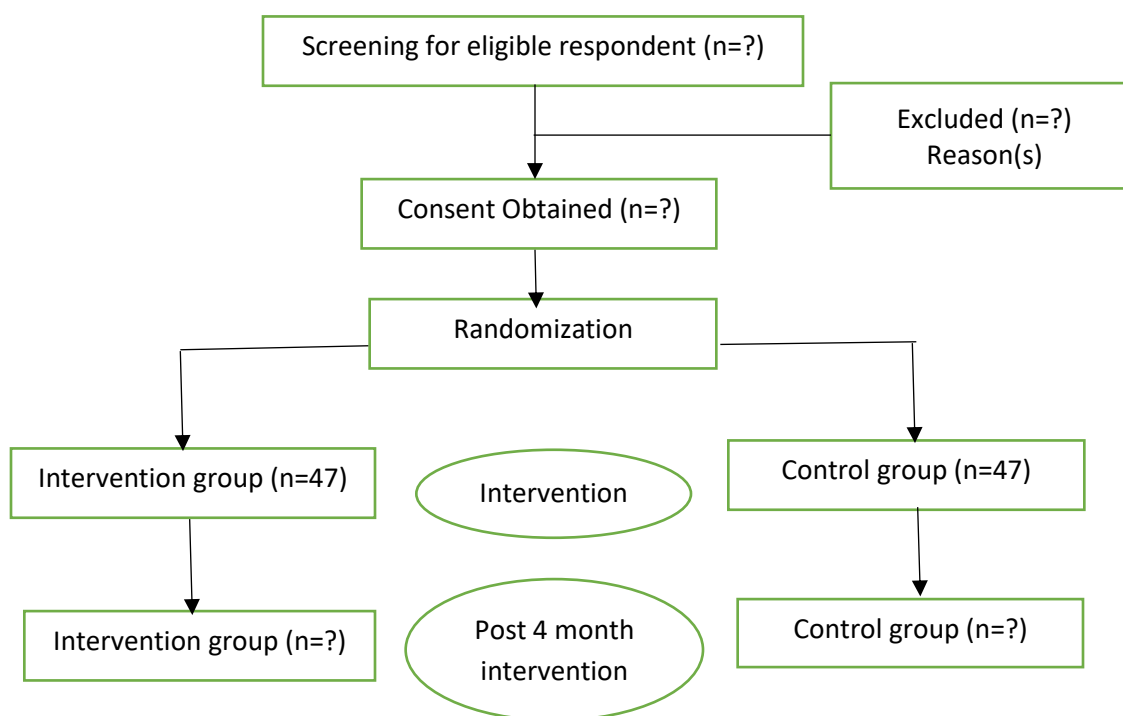 Screening for eligible respondent (n=?)
Excluded (n=?)
Reason(s)
Consent Obtained (n=?)
Randomization
Intervention group (n=47)
Intervention
Control group (n=47)
Intervention group (n=?)
Post 4 month
intervention
Control group (n=?)